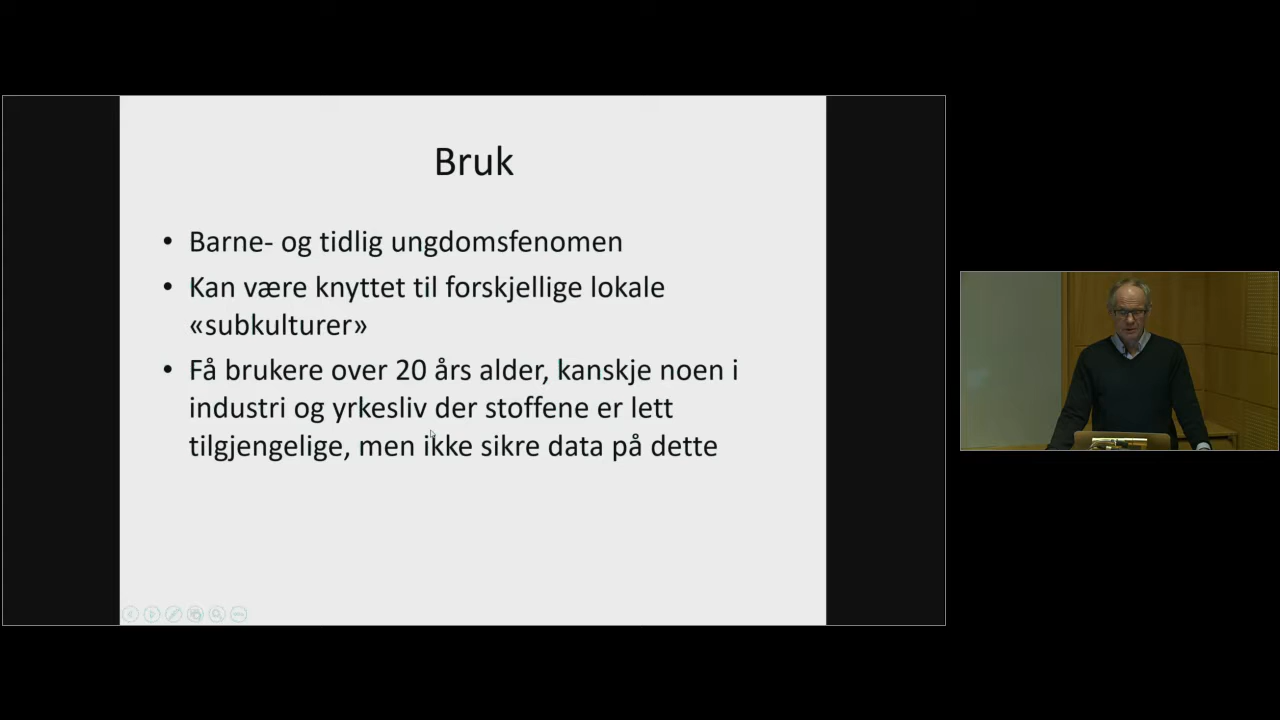 Bruk
• Barne- og tidlig ungdomsfenomen
• Kan være knyttet til forskjellige lokale
«subkulturer»
• Få brukere over 20 års alder, kanskje noen i
industri og yrkesliv der stoffene er lett
tilgjengelige, men ikke sikre data på dette